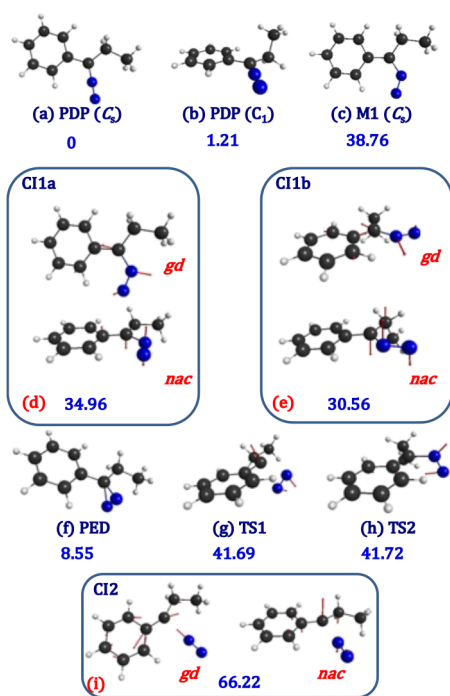 (a) PDP (Cs) (b) PDP (C1) (c) M1 (Cs)
0 1.21 38.76
CI1a CI1b
gd gd
nac nac
(d) 34.96 (e) 30.56
(f) PED (g) TS1 (h) TS2
8.55 41.69 41.72
CI2
gd nac
(i) 66.22